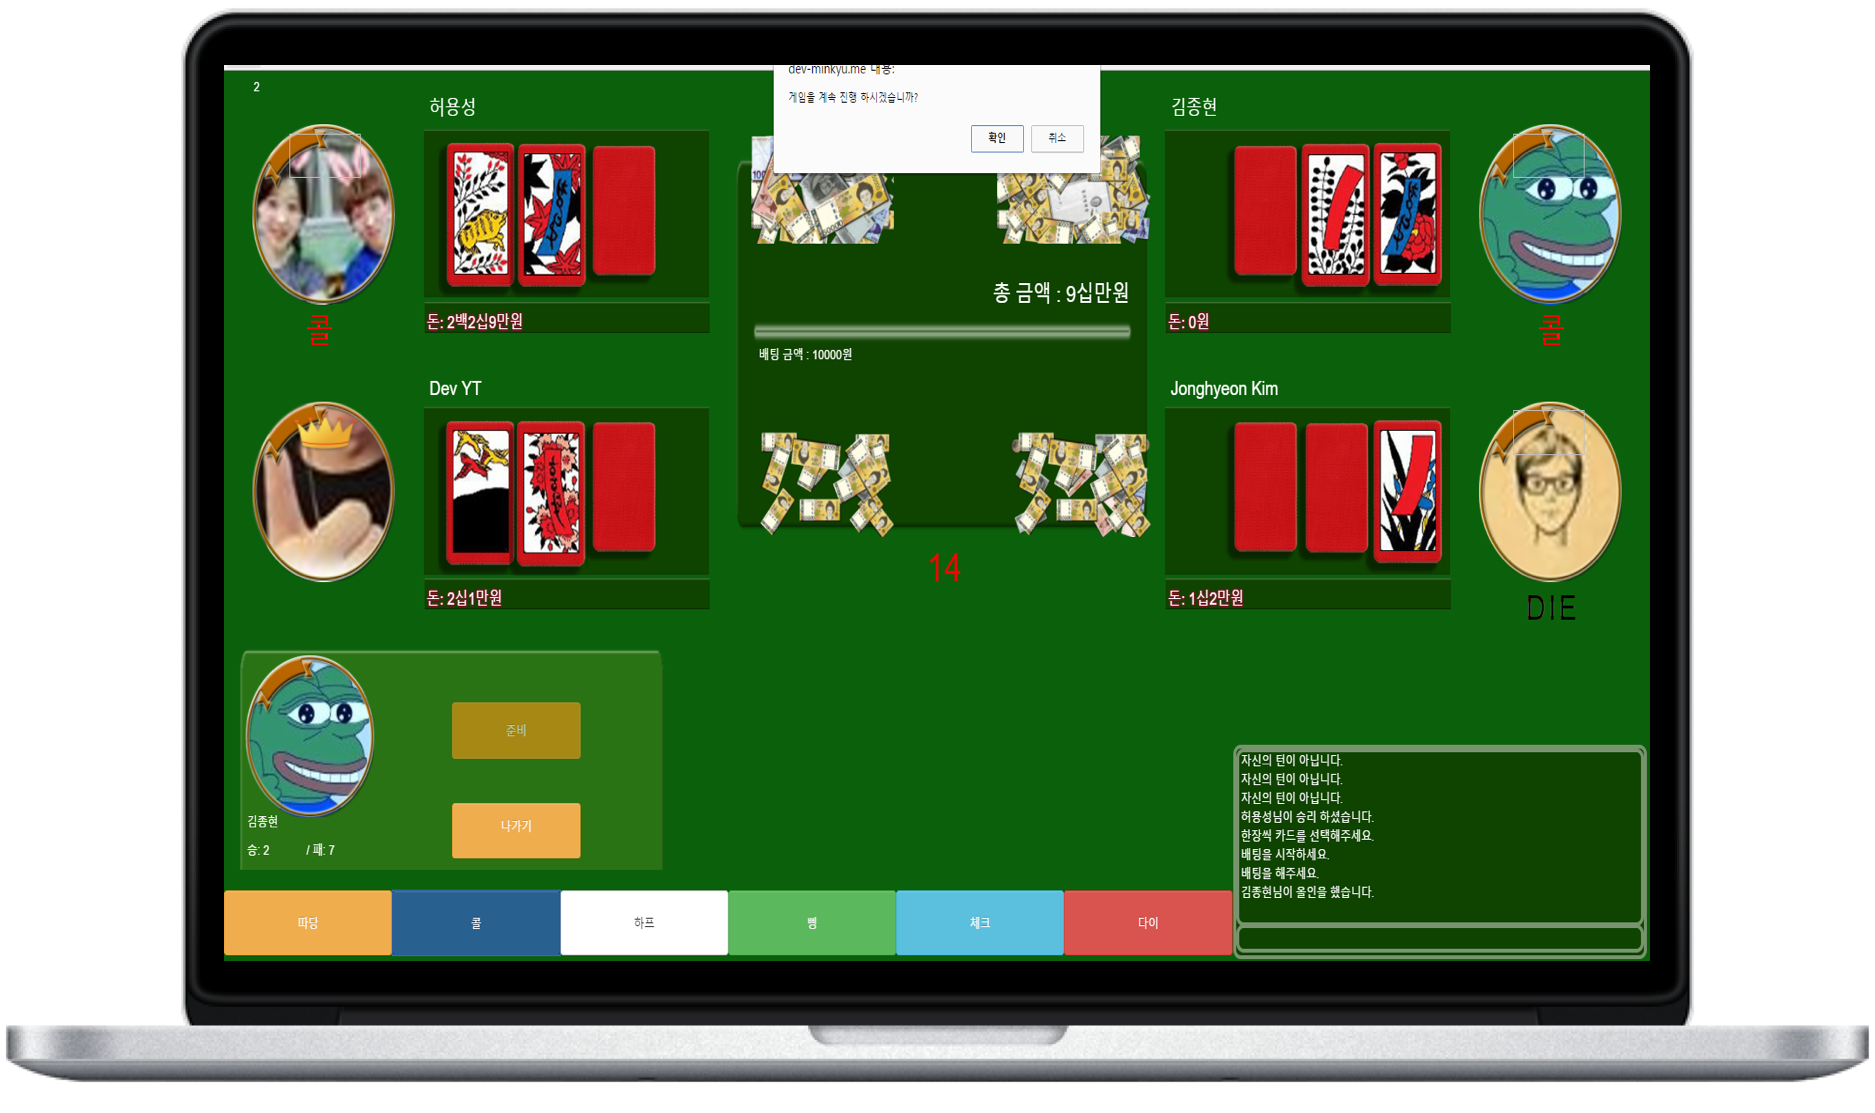 dev-minkyu.me 내용:
게임을 계속 진행 하시겠습니까?
확인
취소
2
허용성
김종현
총 금액 : 9십만원
돈: 2백2십9만원
돈: 0원
콜
콜
배팅 금액 : 10000원
Dev YT
Jonghyeon Kim
14
돈: 2십1만원
돈: 1십2만원
DIE
준비
나가기
김종현
승: 2 / 패: 7
자신의 턴이 아닙니다.
자신의 턴이 아닙니다.
자신의 턴이 아닙니다.
허용성님이 승리 하셨습니다.
한장씩 카드를 선택해주세요.
배팅을 시작하세요.
배팅을 해주세요.
김종현님이 올인을 했습니다.
따당
콜
하프
삥
체크
다이